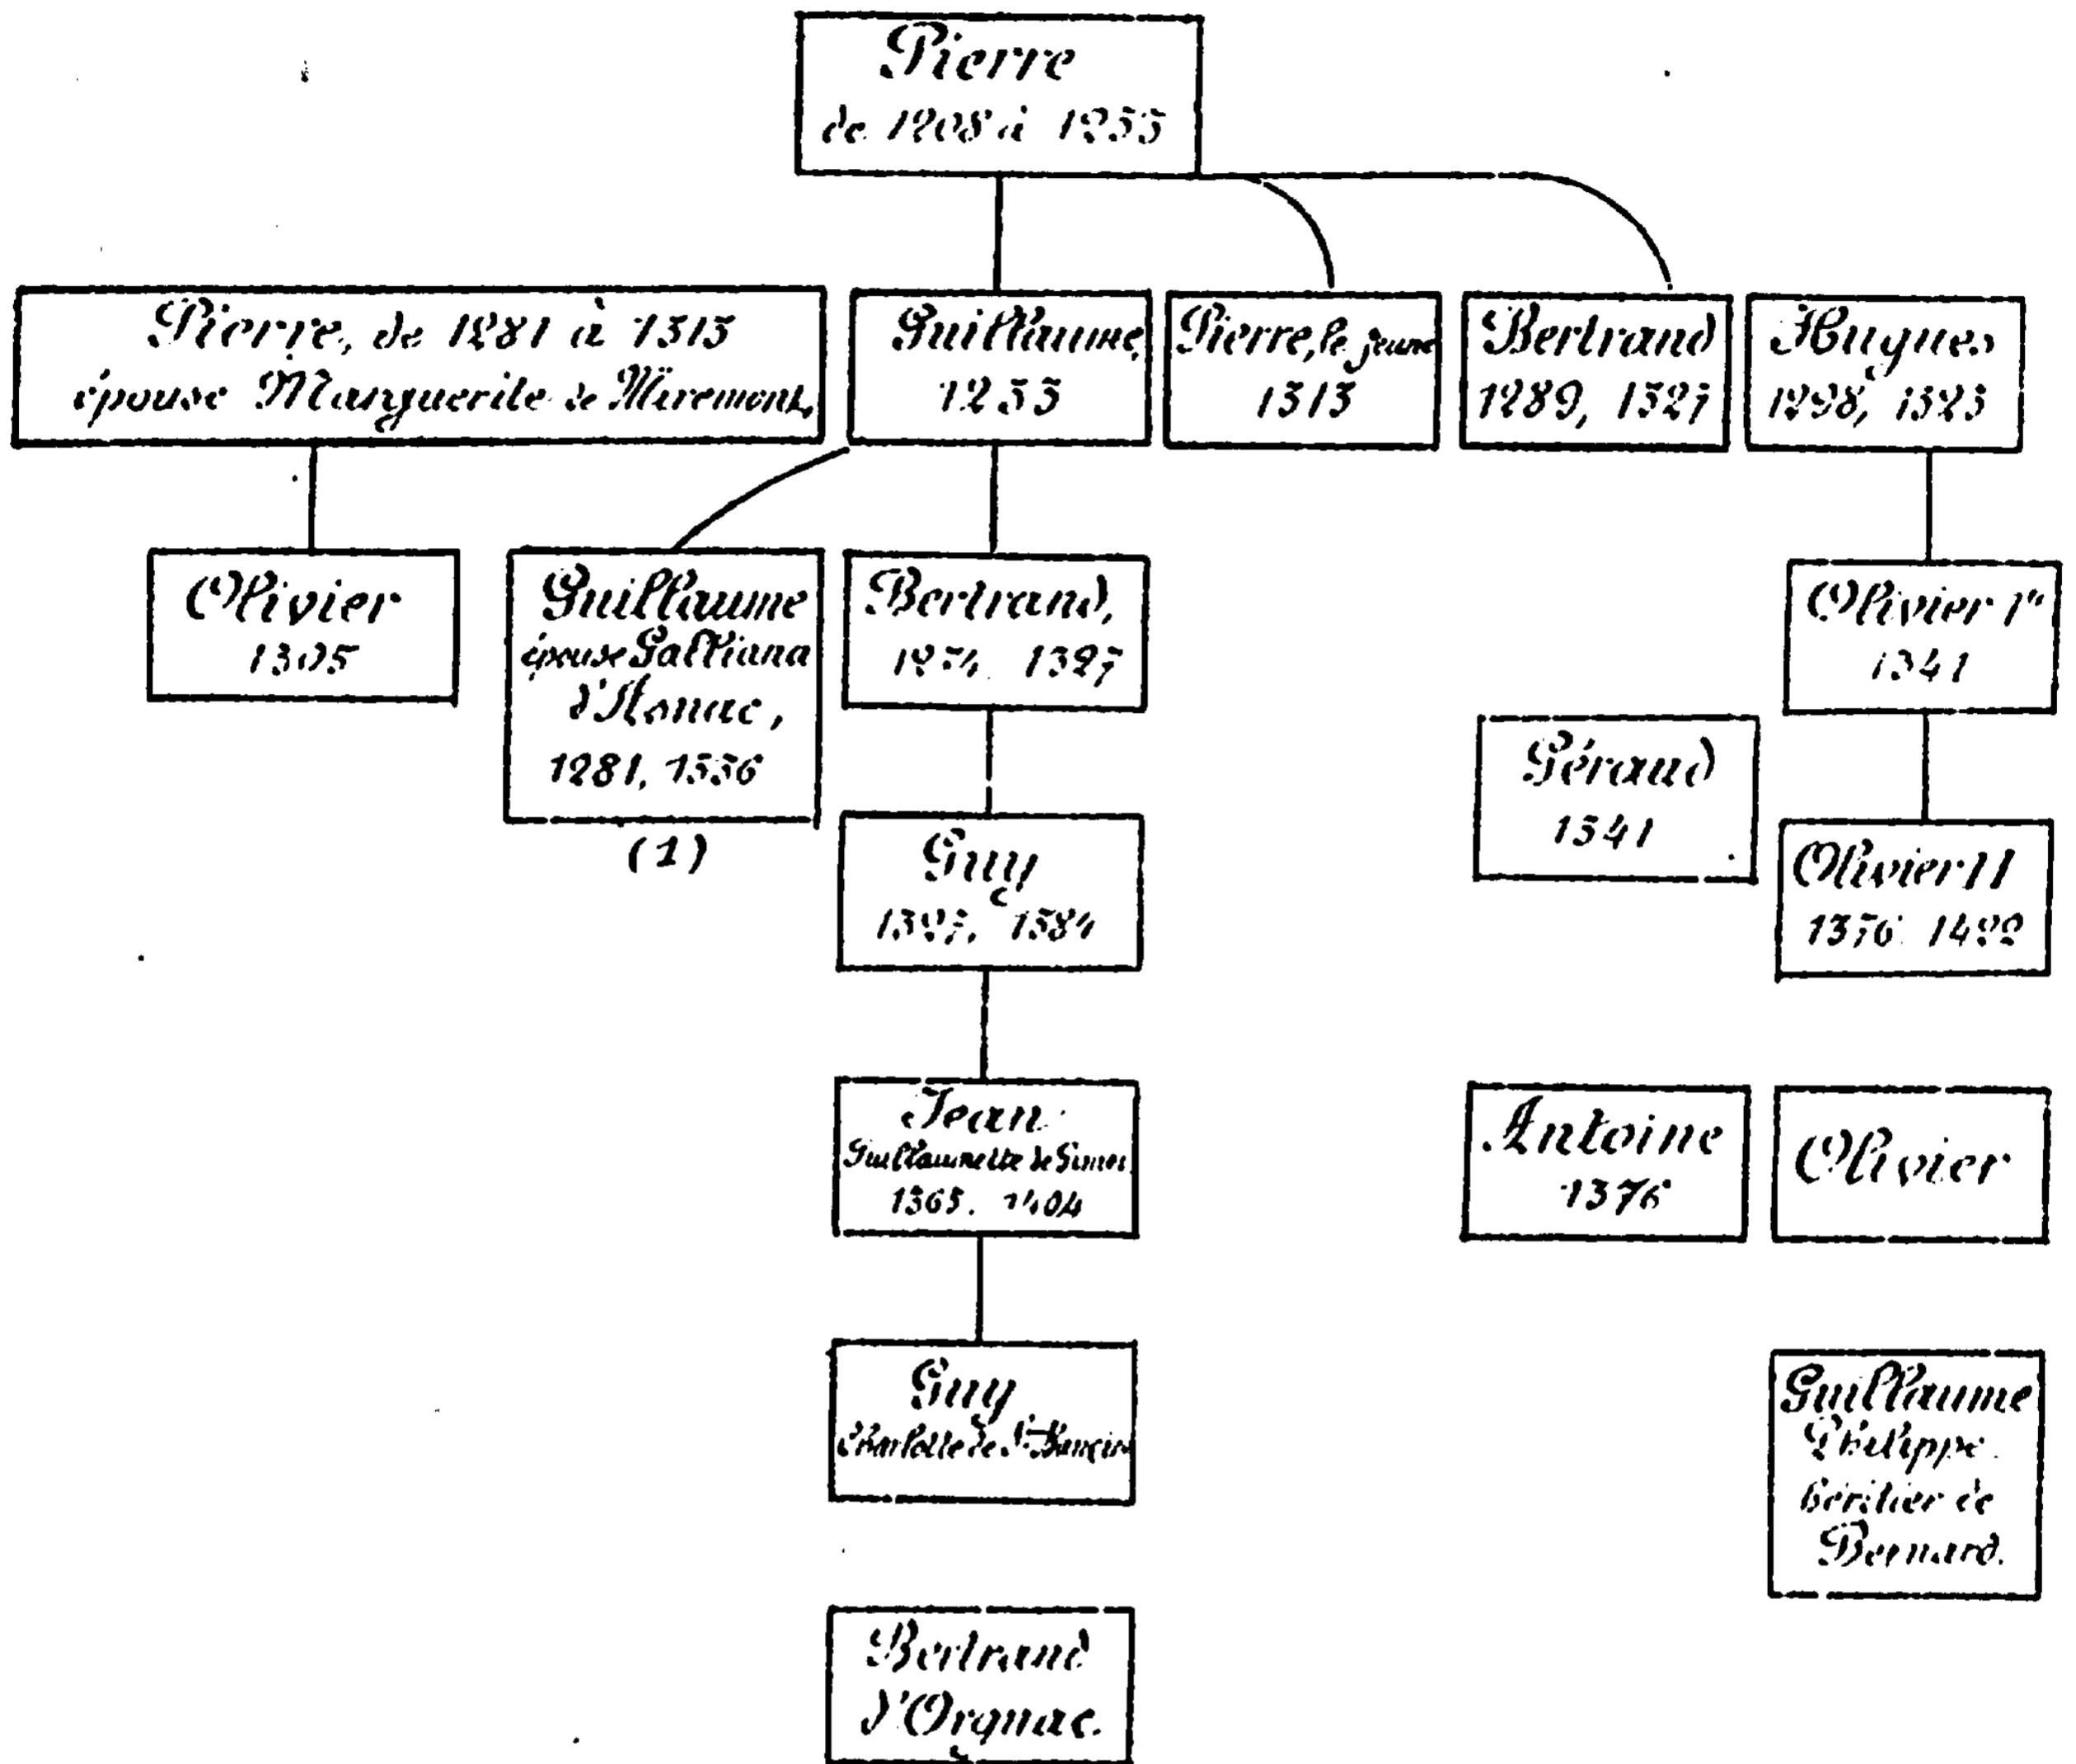 Pierre
de 1208 à 1255
Pierre, de 1281 à 1313
épouse Marguerite de Miremont,
Guillaume,
1255
Pierre, le jeune
1313
Bertrand
1289, 1327
Hugues
1298, 1323
Olivier
1305
Guillaume
époux Galliana
d'Aonac,
1281, 1336
(1)
Bertrand,
1274 1327
Olivier 1er
1341
Géraud
1341
Guy
1327, 1384
Olivier II
1376 1422
Jean
Guillaumette de
1365. 1404
Antoine
1376
Olivier
Guy
Charlotte de St
Guillaume
Philippe
héritier de
Bernard.
Bertrand
d'Orgnac.